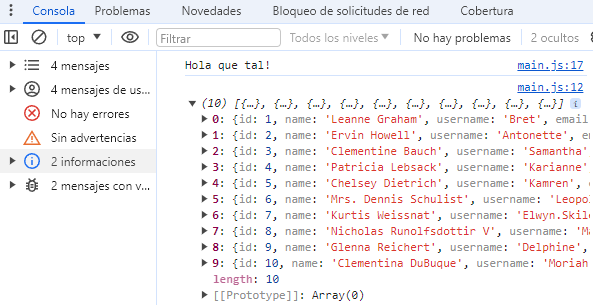 Consola Problemas Novedades Bloqueo de solicitudes de red Cobertura
top Filtrar Todos los niveles No hay problemas 2 ocultos
4 mensajes
4 mensajes de us...
No hay errores
Sin advertencias
2 informaciones
2 mensajes con v...
Hola que tal! main.js:17
main.js:12
(10) [{…}, {…}, {…}, {…}, {…}, {…}, {…}, {…}, {…}, {…}] i
0: {id: 1, name: 'Leanne Graham', username: 'Bret', email
1: {id: 2, name: 'Ervin Howell', username: 'Antonette', em
2: {id: 3, name: 'Clementine Bauch', username: 'Samantha'
3: {id: 4, name: 'Patricia Lebsack', username: 'Karianne'
4: {id: 5, name: 'Chelsey Dietrich', username: 'Kamren',
5: {id: 6, name: 'Mrs. Dennis Schulist', username: 'Leopol
6: {id: 7, name: 'Kurtis Weissnat', username: 'Elwyn.Skile
7: {id: 8, name: 'Nicholas Runolfsdottir V', username: 'Ma
8: {id: 9, name: 'Glenna Reichert', username: 'Delphine',
9: {id: 10, name: 'Clementina DuBuque', username: 'Moriah
length: 10
[[Prototype]]: Array(0)